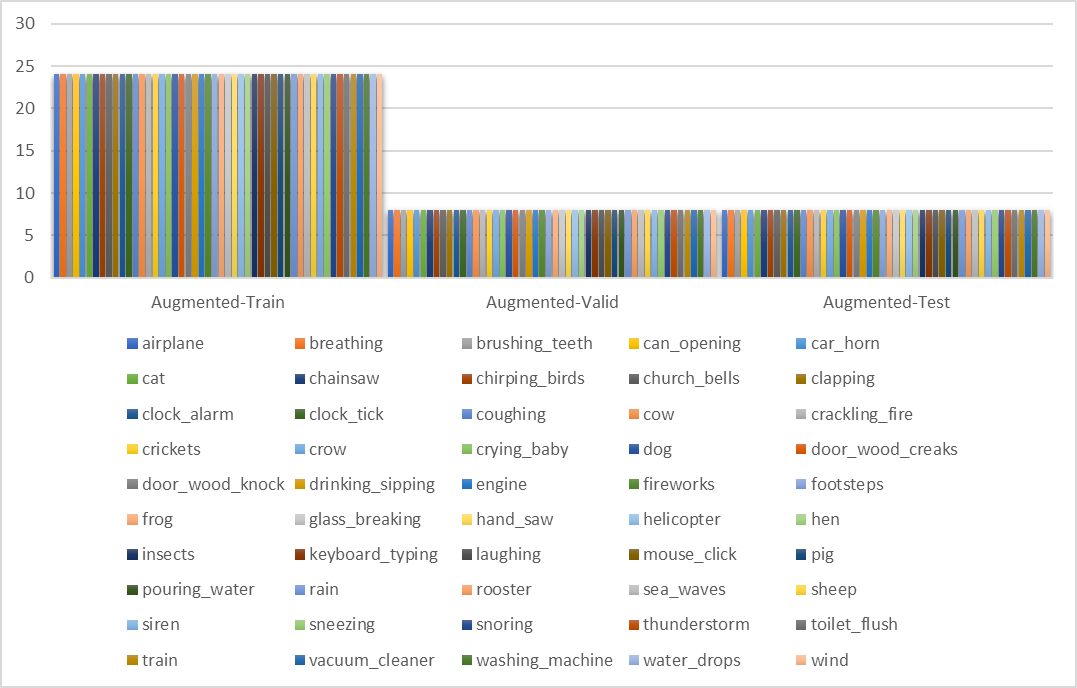 30
25
20
15
10
5
0
Augmented-Train Augmented-Valid Augmented-Test
airplane breathing brushing_teeth can_opening car_horn
cat chainsaw chirping_birds church_bells clapping
clock_alarm clock_tick coughing cow crackling_fire
crickets crow crying_baby dog door_wood_creaks
door_wood_knock drinking_sipping engine fireworks footsteps
frog glass_breaking hand_saw helicopter hen
insects keyboard_typing laughing mouse_click pig
pouring_water rain rooster sea_waves sheep
siren sneezing snoring thunderstorm toilet_flush
train vacuum_cleaner washing_machine water_drops wind